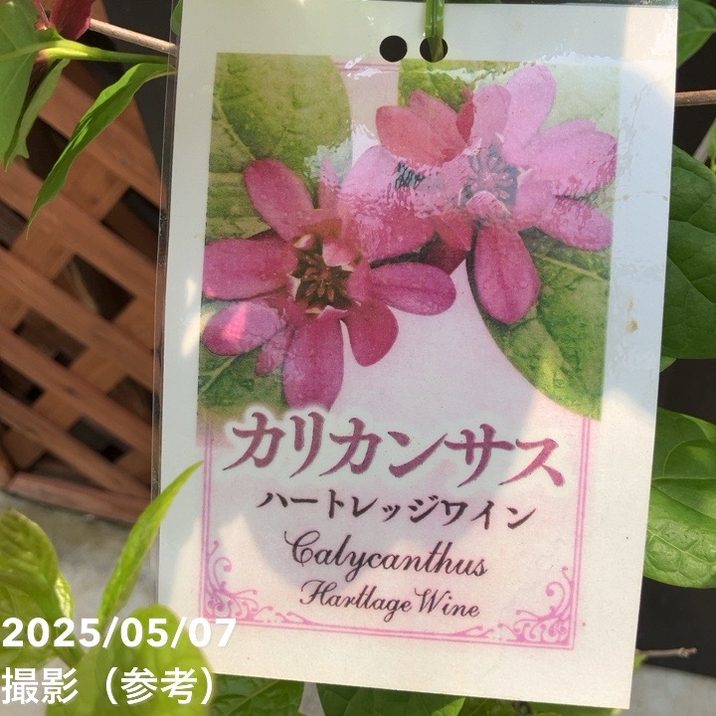 カリカンサス
ハートレッジワイン
Calycanthus
Hartlage Wine
2025/05/07
撮影（参考）